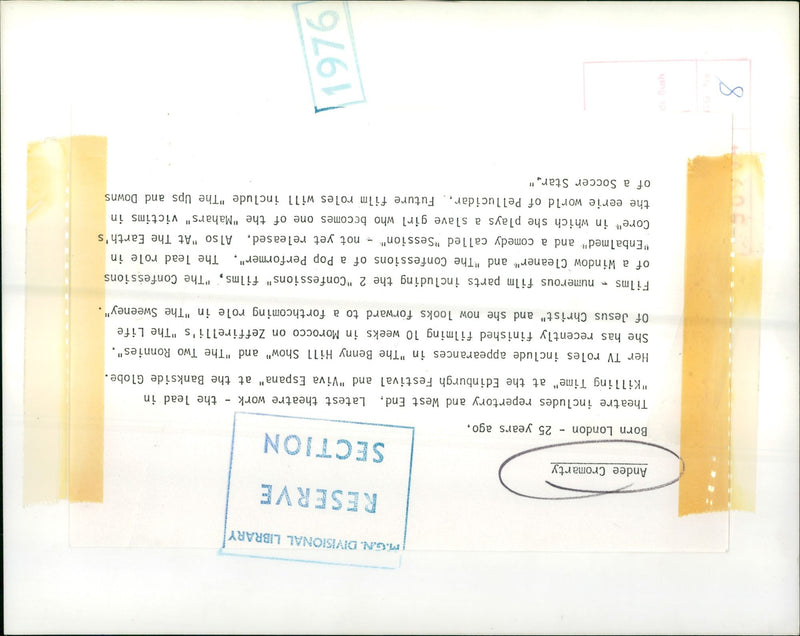 M.G.N. DIVISIONAL LIBRARY
RESERVE
SECTION
Andee Cromarty
Born London - 25 years ago.
Theatre includes repertory and West End. Latest theatre work - the lead in
"Killing Time" at the Edinburgh Festival and "Viva Espana" at the Bankside Globe.
Her TV roles include appearances in "The Benny Hill Show" and "The Two Ronnies".
She has recently finished filming 10 weeks in Morocco on Zeffirelli's "The Life
Of Jesus Christ" and she now looks forward to a forthcoming role in "The Sweeney".
Films - numerous film parts including the 2 "Confessions" films, "The Confessions
of a Window Cleaner" and "The Confessions of a Pop Performer". The lead role in
"Enbalmed" and a comedy called "Session" - not yet released. Also "At The Earth's
Core" in which she plays a slave girl who becomes one of the "Mahars" victims in
the eerie world of Pellucidar. Future film roles will include "The Ups and Downs
of a Soccer Star."
1976
8